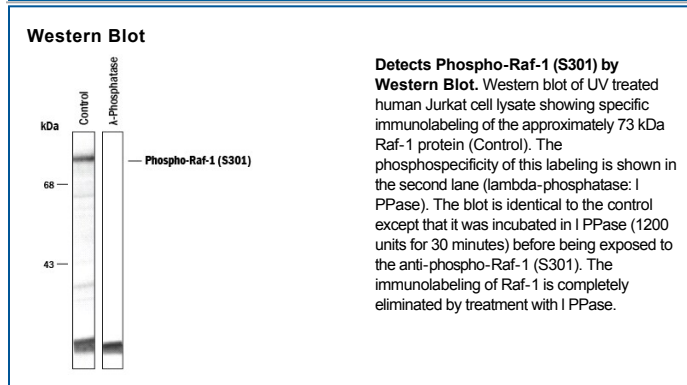 Western Blot
Control
λ-Phosphatase
kDa
Phospho-Raf-1 (S301)
68
43
Detects Phospho-Raf-1 (S301) by
Western Blot. Western blot of UV treated
human Jurkat cell lysate showing specific
immunolabeling of the approximately 73 kDa
Raf-1 protein (Control). The
phosphospecificity of this labeling is shown in
the second lane (lambda-phosphatase: l
PPase). The blot is identical to the control
except that it was incubated in l PPase (1200
units for 30 minutes) before being exposed to
the anti-phospho-Raf-1 (S301). The
immunolabeling of Raf-1 is completely
eliminated by treatment with l PPase.